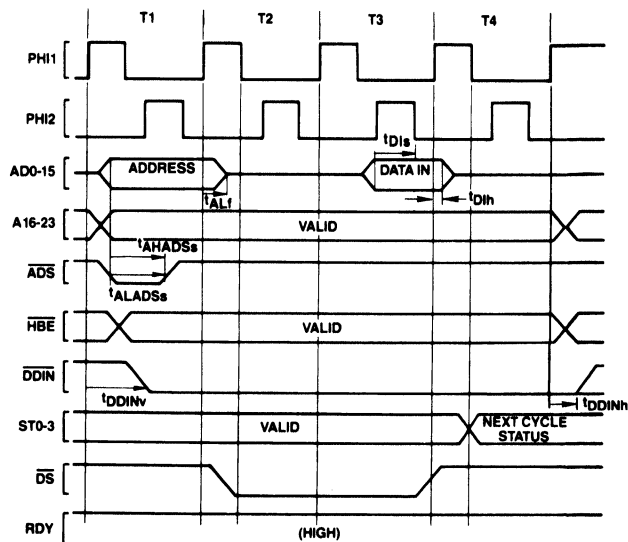 T1 T2 T3 T4
PHI1
PHI2
tDIs
AD0-15 ADDRESS DATA IN
tALf tDIh
A16-23 VALID
tAHADSs
ADS
tALADSs
HBE VALID
DDIN
tDDINv tDDINh
ST0-3 VALID NEXT CYCLE
STATUS
DS
RDY (HIGH)